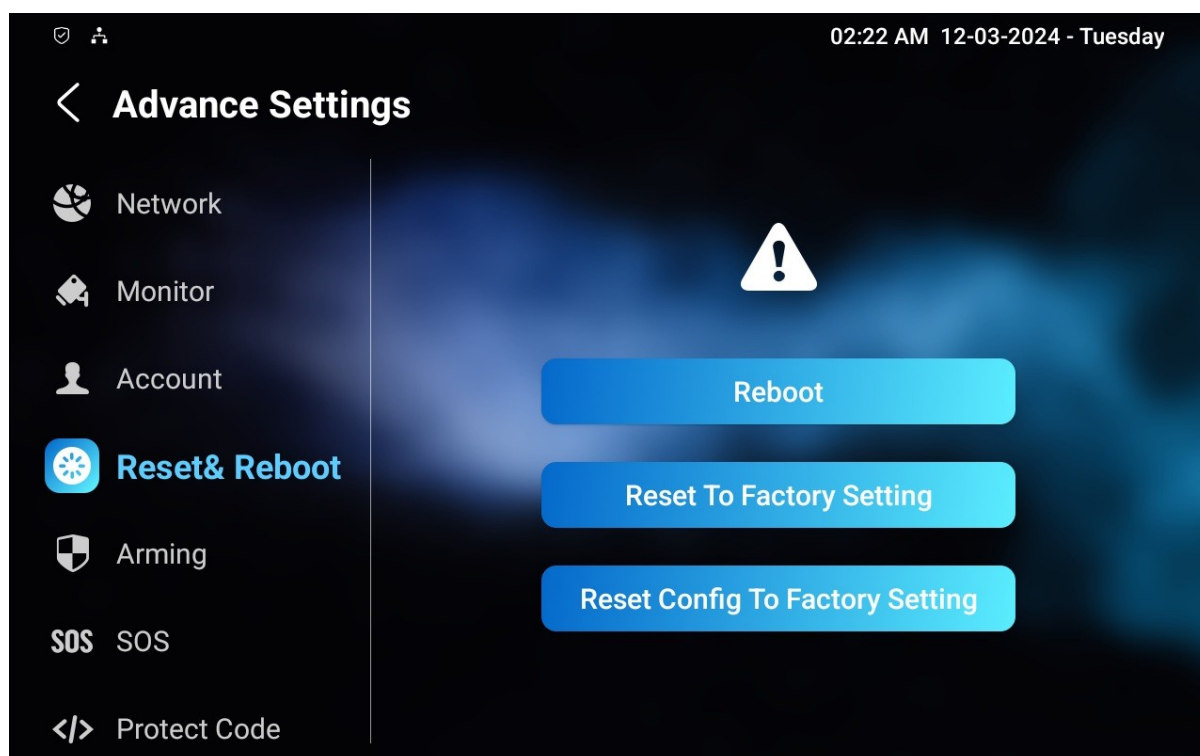 02:22 AM 12-03-2024 - Tuesday
Advance Settings
Network
Monitor
Account
Reset& Reboot
Arming
SOS SOS
</> Protect Code
Reboot
Reset To Factory Setting
Reset Config To Factory Setting